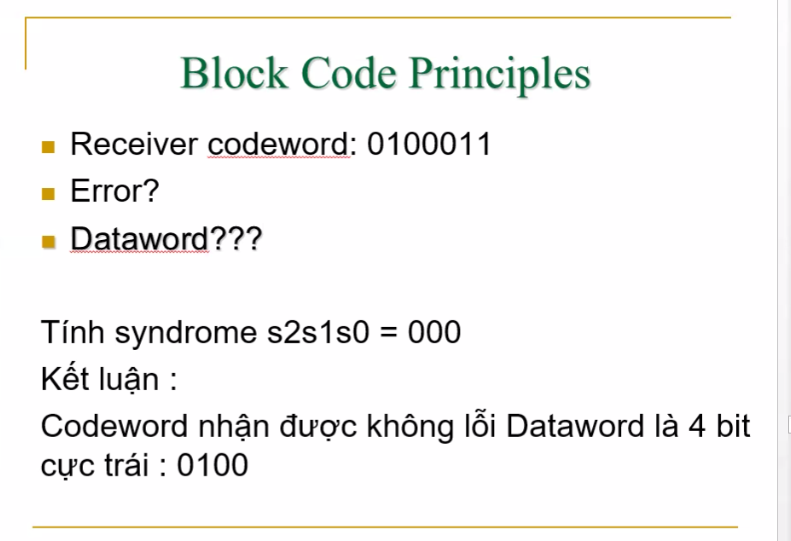 Block Code Principles
Receiver codeword: 0100011
Error?
Dataword???
Tính syndrome s2s1s0 = 000
Kết luận :
Codeword nhận được không lỗi Dataword là 4 bit
cực trái : 0100